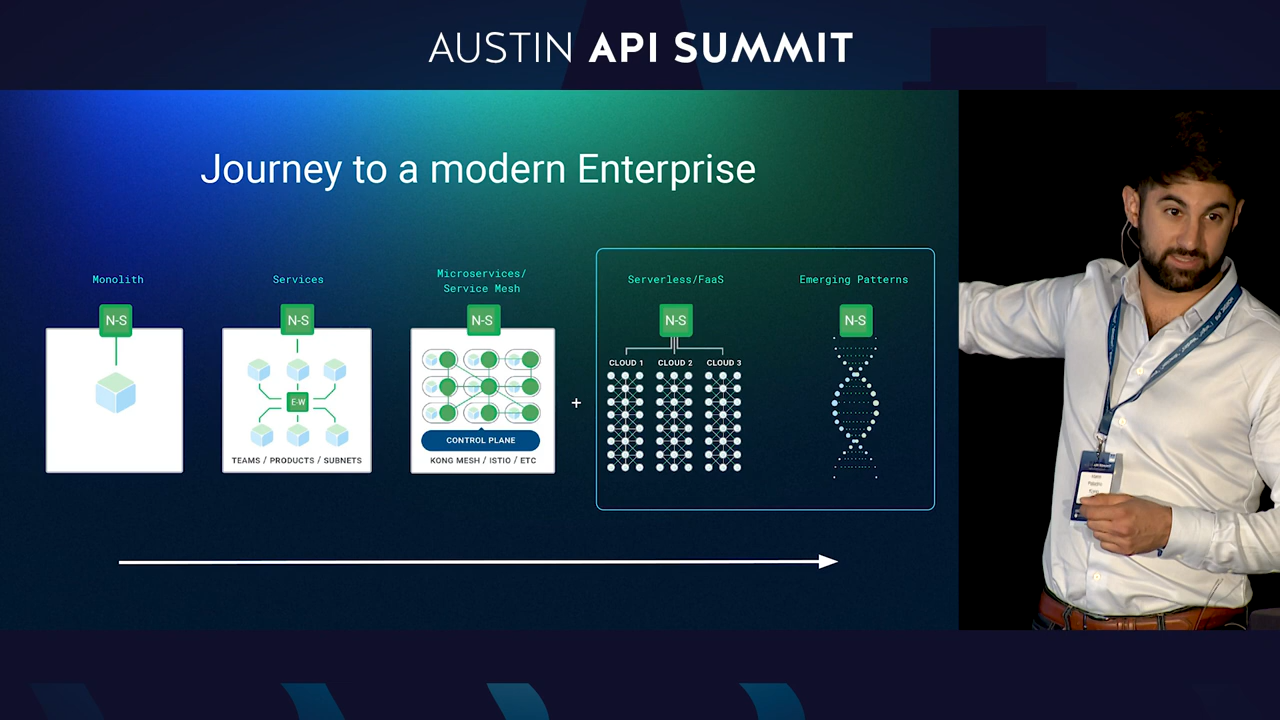 AUSTIN API SUMMIT
Journey to a modern Enterprise
Monolith
Services
Microservices/
Service Mesh
Serverless/FaaS
Emerging Patterns
N-S
N-S
N-S
N-S
N-S
CLOUD 1
CLOUD 2
CLOUD 3
E-W
+
CONTROL PLANE
TEAMS / PRODUCTS / SUBNETS
KONG MESH / ISTIO / ETC